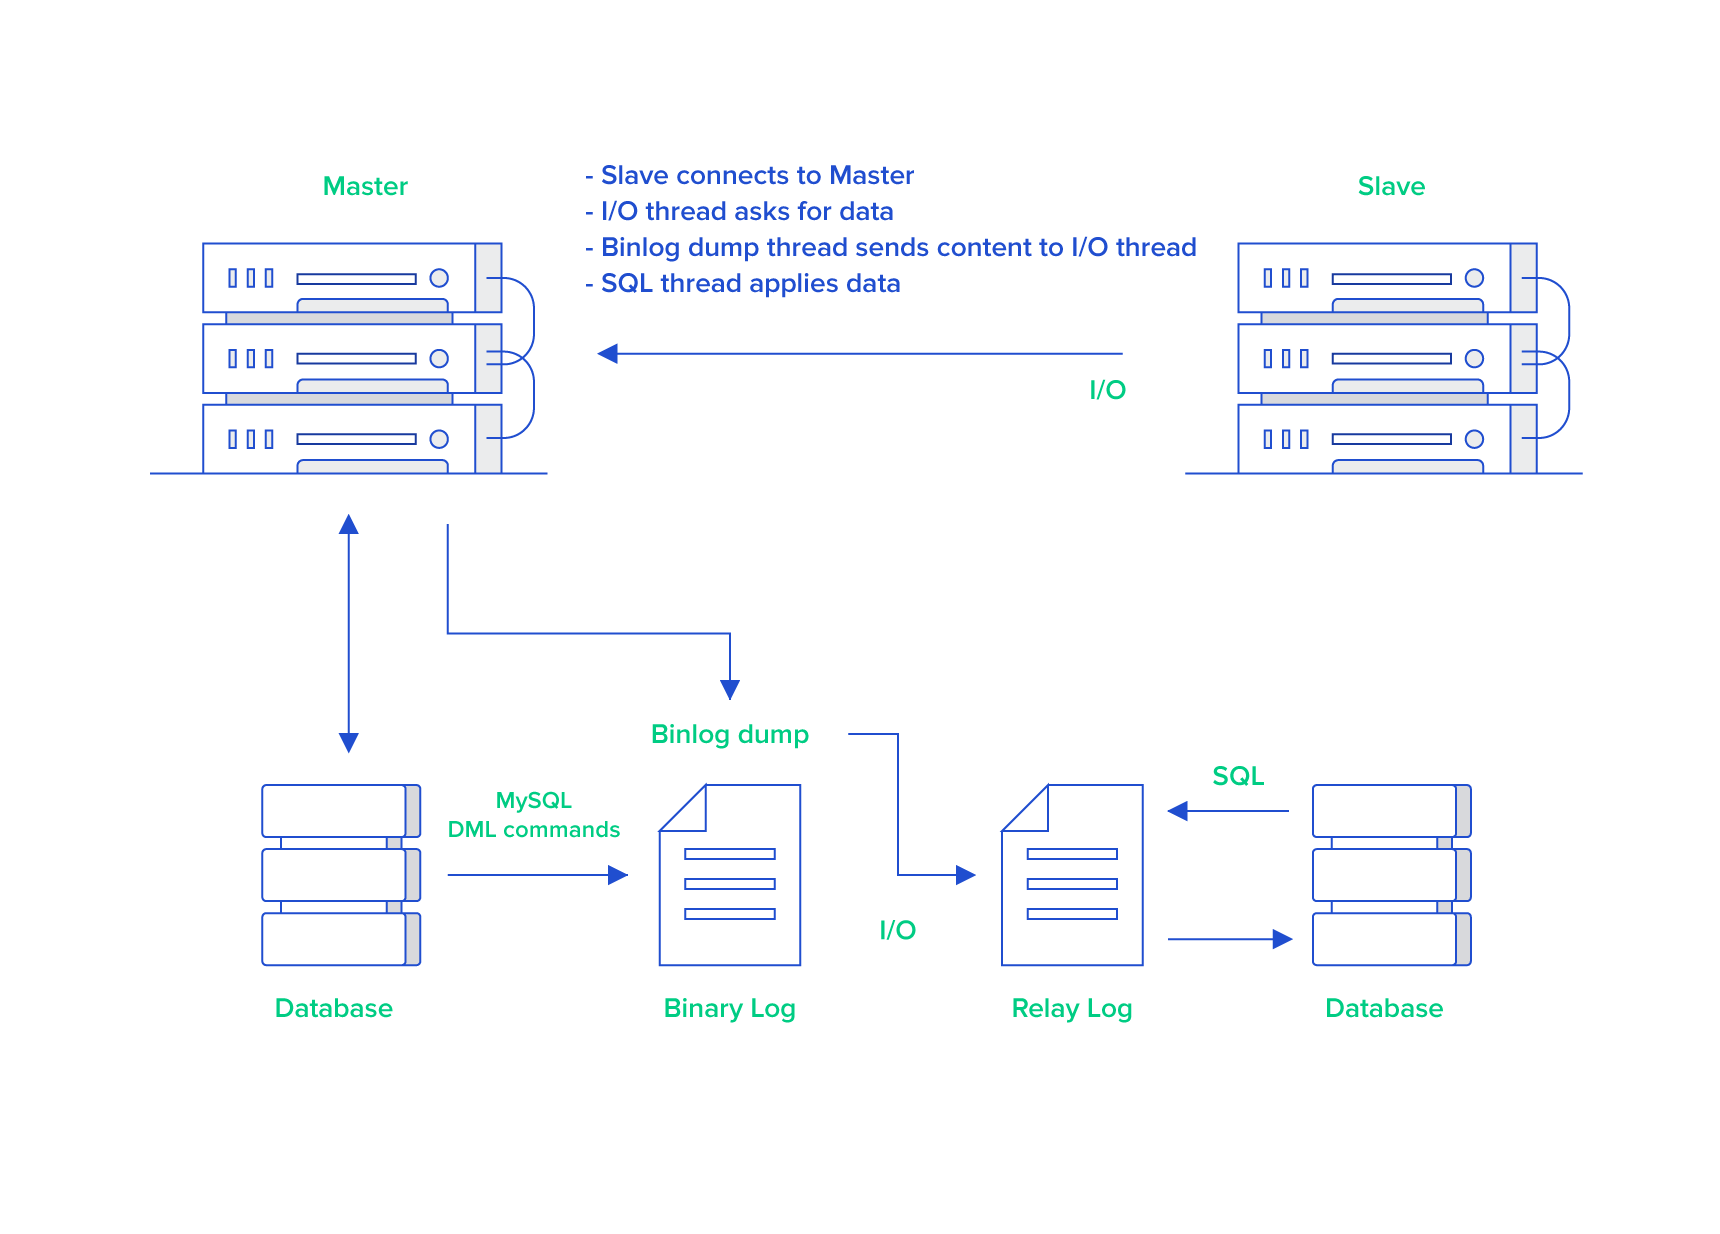 Master
- Slave connects to Master
- I/O thread asks for data
- Binlog dump thread sends content to I/O thread
- SQL thread applies data
Slave
I/O
Binlog dump
MySQL
DML commands
SQL
I/O
Database
Binary Log
Relay Log
Database